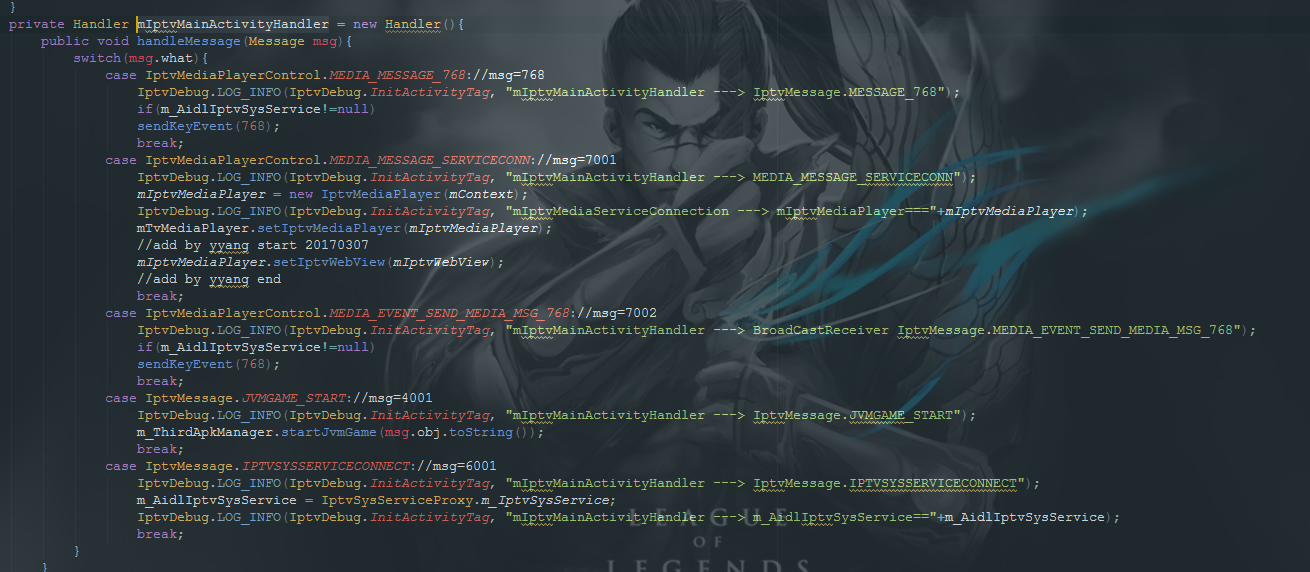 }
private Handler mIptvMainActivityHandler = new Handler(){
public void handleMessage(Message msg){
switch(msg.what){
case IptvMediaPlayerControl.MEDIA_MESSAGE_768://msg=768
IptvDebug.LOG_INFO(IptvDebug.InitActivityTag, "mIptvMainActivityHandler ---> IptvMessage.MESSAGE_768");
if(m_AidlIptvSysService!=null)
sendKeyEvent(768);
break;
case IptvMediaPlayerControl.MEDIA_MESSAGE_SERVICECONN://msg=7001
IptvDebug.LOG_INFO(IptvDebug.InitActivityTag, "mIptvMainActivityHandler ---> MEDIA_MESSAGE_SERVICECONN");
mIptvMediaPlayer = new IptvMediaPlayer(mContext);
IptvDebug.LOG_INFO(IptvDebug.InitActivityTag, "mIptvMediaServiceConnection ---> mIptvMediaPlayer==="+mIptvMediaPlayer);
mTvMediaPlayer.setIptvMediaPlayer(mIptvMediaPlayer);
//add by yyang start 20170307
mIptvMediaPlayer.setIptvWebView(mIptvWebView);
//add by yyang end
break;
case IptvMediaPlayerControl.MEDIA_EVENT_SEND_MEDIA_MSG_768://msg=7002
IptvDebug.LOG_INFO(IptvDebug.InitActivityTag, "mIptvMainActivityHandler ---> BroadCastReceiver IptvMessage.MEDIA_EVENT_SEND_MEDIA_MSG_768");
if(m_AidlIptvSysService!=null)
sendKeyEvent(768);
break;
case IptvMessage.JVMGAME_START://msg=4001
IptvDebug.LOG_INFO(IptvDebug.InitActivityTag, "mIptvMainActivityHandler ---> IptvMessage.JVMGAME_START");
m_ThirdApkManager.startJvmGame(msg.obj.toString());
break;
case IptvMessage.IPTVSYSSERVICECONNECT://msg=6001
IptvDebug.LOG_INFO(IptvDebug.InitActivityTag, "mIptvMainActivityHandler ---> IptvMessage.IPTVSYSSERVICECONNECT");
m_AidlIptvSysService = IptvSysServiceProxy.m_IptvSysService;
IptvDebug.LOG_INFO(IptvDebug.InitActivityTag, "mIptvMainActivityHandler ---> m_AidlIptvSysService=="+m_AidlIptvSysService);
break;
}
}
LEAGUE
OF
LEGENDS